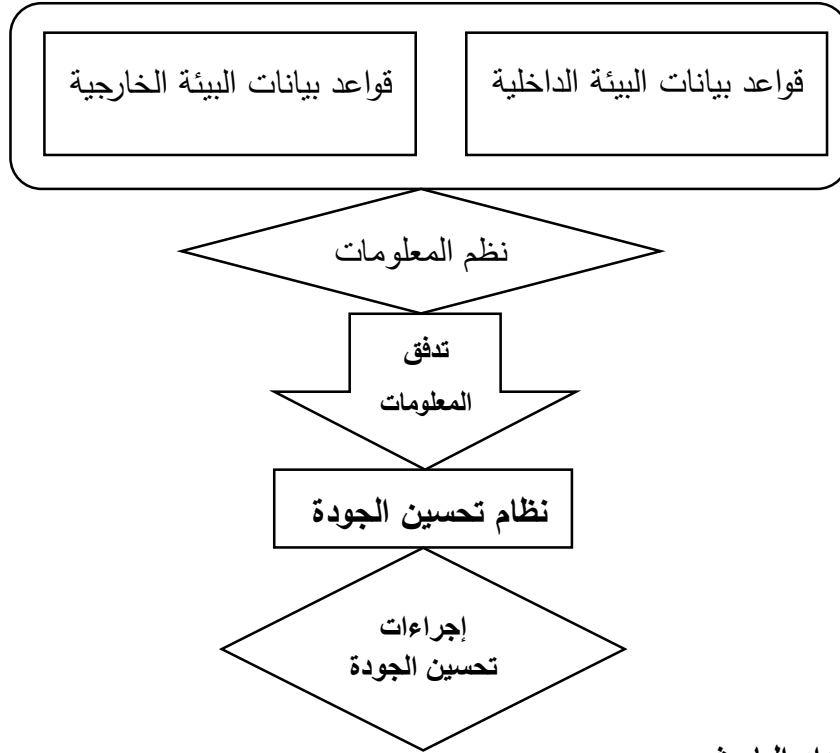 قواعد بيانات البيئة الداخلية
قواعد بيانات البيئة الخارجية
نظم المعلومات
تدفق
المعلومات
نظام تحسين الجودة
إجراءات
تحسين الجودة